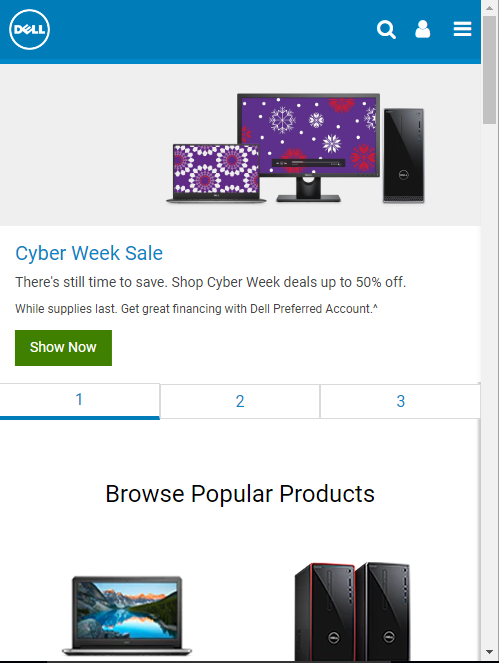 DELL
Cyber Week Sale
There's still time to save. Shop Cyber Week deals up to 50% off.
While supplies last. Get great financing with Dell Preferred Account.^
Show Now
1 2 3
Browse Popular Products